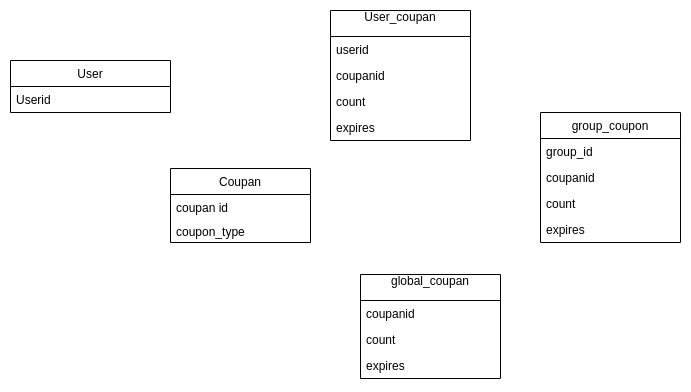 User
Userid
User_coupan
userid
coupanid
count
expires
Coupan
coupan id
coupon_type
group_coupon
group_id
coupanid
count
expires
global_coupan
coupanid
count
expires